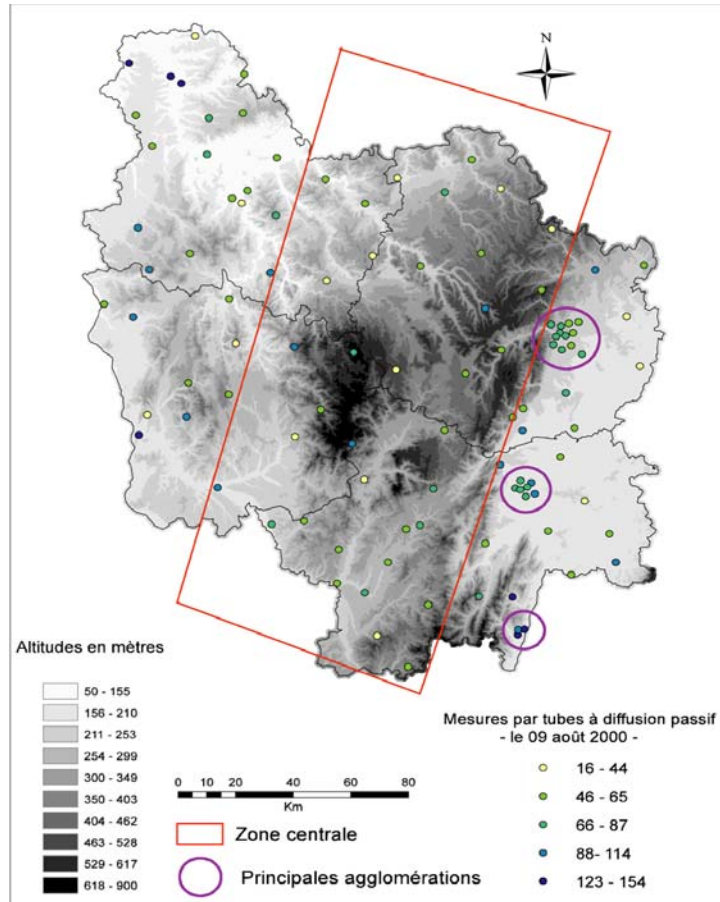 N
Altitudes en mètres
50 - 155
156 - 210
211 - 253
254 - 299
300 - 349
350 - 403
404 - 462
463 - 528
529 - 617
618 - 900
0 20 40 60 80
Km
Zone centrale
Principales agglomérations
Mesures par tubes à diffusion passif
- le 09 août 2000 -
16 - 44
46 - 65
66 - 87
88- 114
123 - 154